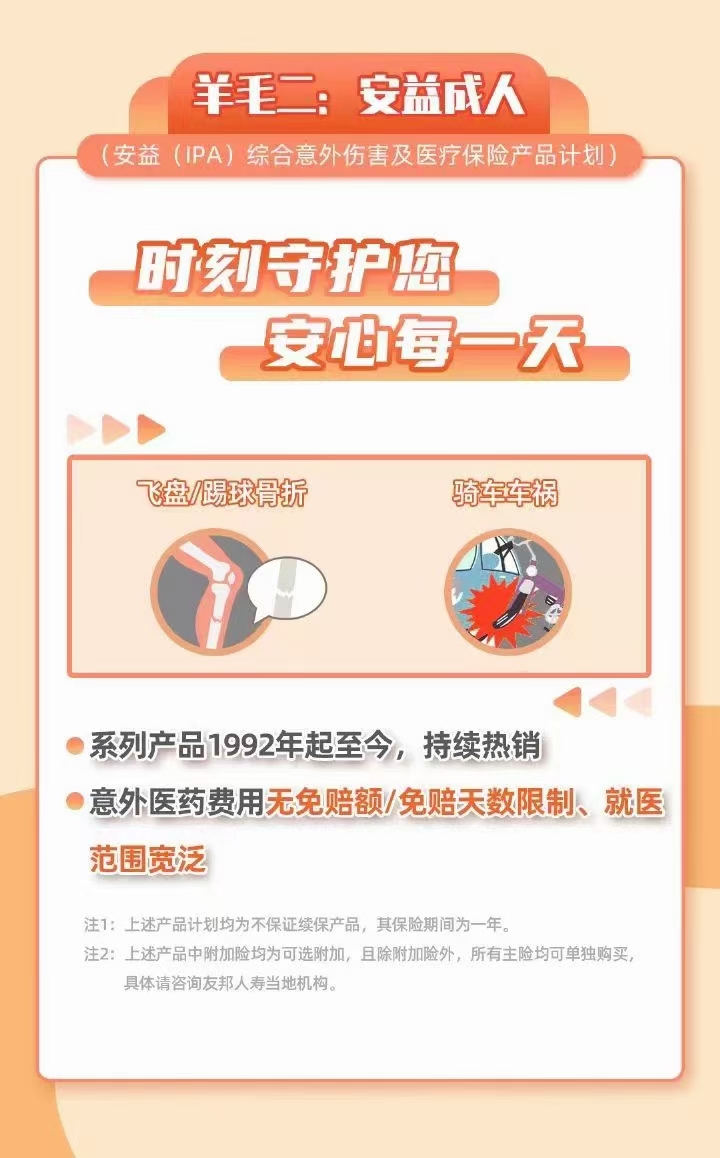 羊毛二：安益成人
（安益（IPA）综合意外伤害及医疗保险产品计划）
时刻守护您
安心每一天
飞盘/踢球骨折
骑车车祸
系列产品1992年起至今，持续热销
意外医药费用无免赔额/免赔天数限制、就医
范围宽泛
注1：上述产品计划均为不保证续保产品，其保险期间为一年。
注2：上述产品中附加险均为可选附加，且除附加险外，所有主险均可单独购买，
具体请咨询友邦人寿当地机构。